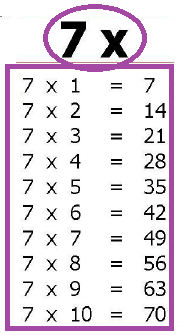 7 x
7 x 1 = 7
7 x 2 = 14
7 x 3 = 21
7 x 4 = 28
7 x 5 = 35
7 x 6 = 42
7 x 7 = 49
7 x 8 = 56
7 x 9 = 63
7 x 10 = 70